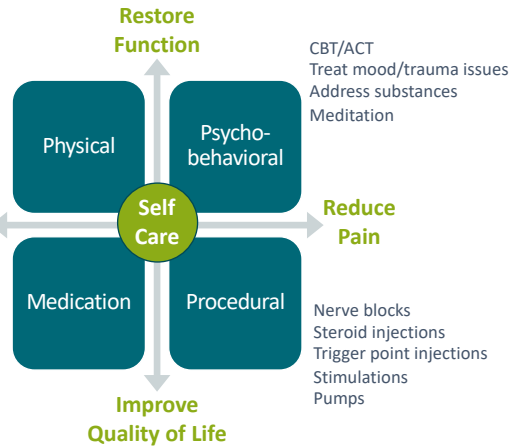 Restore
Function
CBT/ACT
Treat mood/trauma issues
Address substances
Meditation
Physical
Psycho-
behavioral
Self
Care
Reduce
Pain
Medication
Procedural
Nerve blocks
Steroid injections
Trigger point injections
Stimulations
Pumps
Improve
Quality of Life